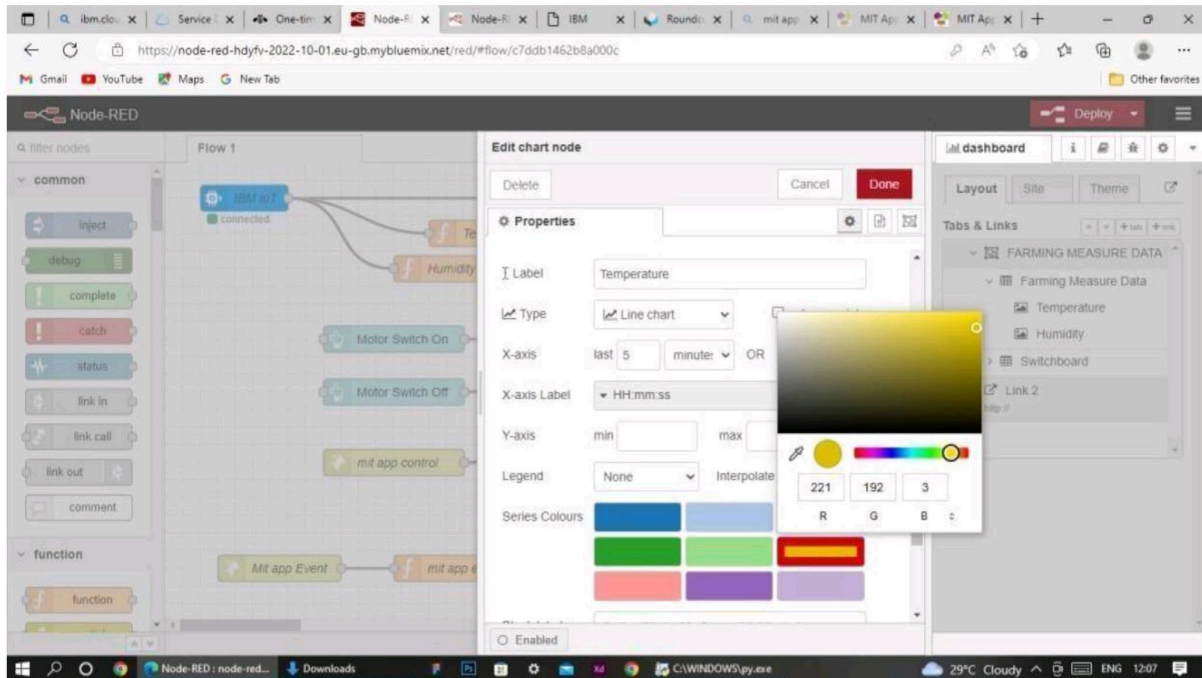 ibm.clou
Service
One-tim
Node-R
Node-R
IBM
Roundc
mit app
MIT Ap
MIT Ap
https://node-red-hdyfv-2022-10-01.eu-gb.mybluemix.net/red/#flow/c7ddb1462b8a000c
Gmail YouTube Maps New Tab Other favorites
Node-RED Deploy
filter nodes
common
inject
debug
complete
catch
status
link in
link call
link out
comment
function
function
Flow 1
IBM IoT
connected
Te
Humidity
Motor Switch On
Motor Switch Off
mit app control
Mit app Event
mit app e
Edit chart node
Delete Cancel Done
Properties
Label Temperature
Type Line chart
X-axis last 5 minutes OR
X-axis Label HH:mm:ss
Y-axis min max
Legend None Interpolate
Series Colours
Enabled
221 192 3
R G B
dashboard
Layout Site Theme
Tabs & Links
tab
link
FARMING MEASURE DATA
Farming Measure Data
Temperature
Humidity
Switchboard
Link 2
http://
Node-RED : node-red... Downloads C:\WINDOWS\py.exe 29°C Cloudy ENG 12:07